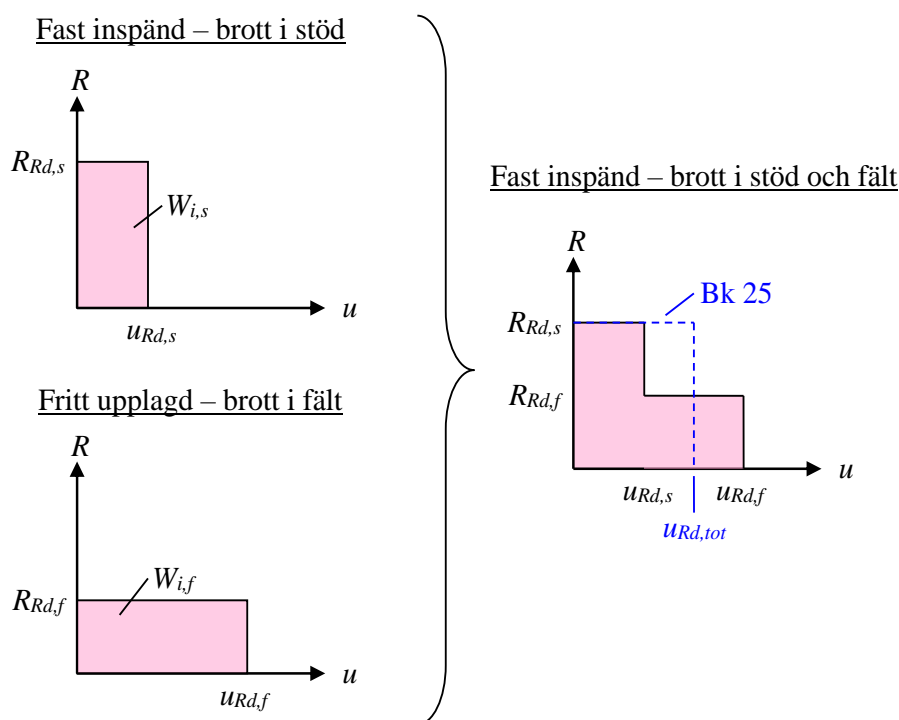 Fast inspänd – brott i stöd
R
R_Rd,s
W_i,s
u
u_Rd,s
Fritt upplagd – brott i fält
R
W_i,f
R_Rd,f
u
u_Rd,f
Fast inspänd – brott i stöd och fält
R
Bk 25
R_Rd,s
R_Rd,f
u
u_Rd,s u_Rd,f
u_Rd,tot